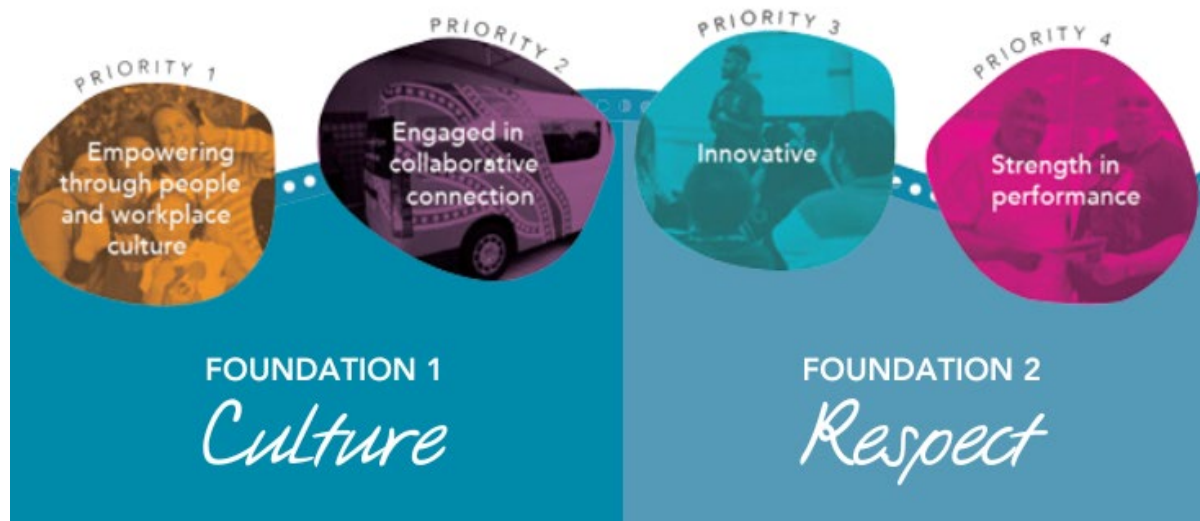 PRIORITY 1
Empowering
through people
and workplace
culture
PRIORITY 2
Engaged in
collaborative
connection
PRIORITY 3
Innovative
PRIORITY 4
Strength in
performance
FOUNDATION 1
Culture
FOUNDATION 2
Respect